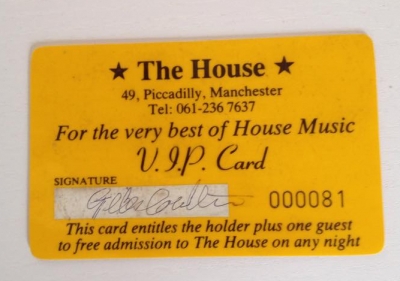 ★ The House ★
49, Piccadilly, Manchester
Tel: 061-236 7637
For the very best of House Music
V.I.P. Card
SIGNATURE
000081
This card entitles the holder plus one guest
to free admission to The House on any night